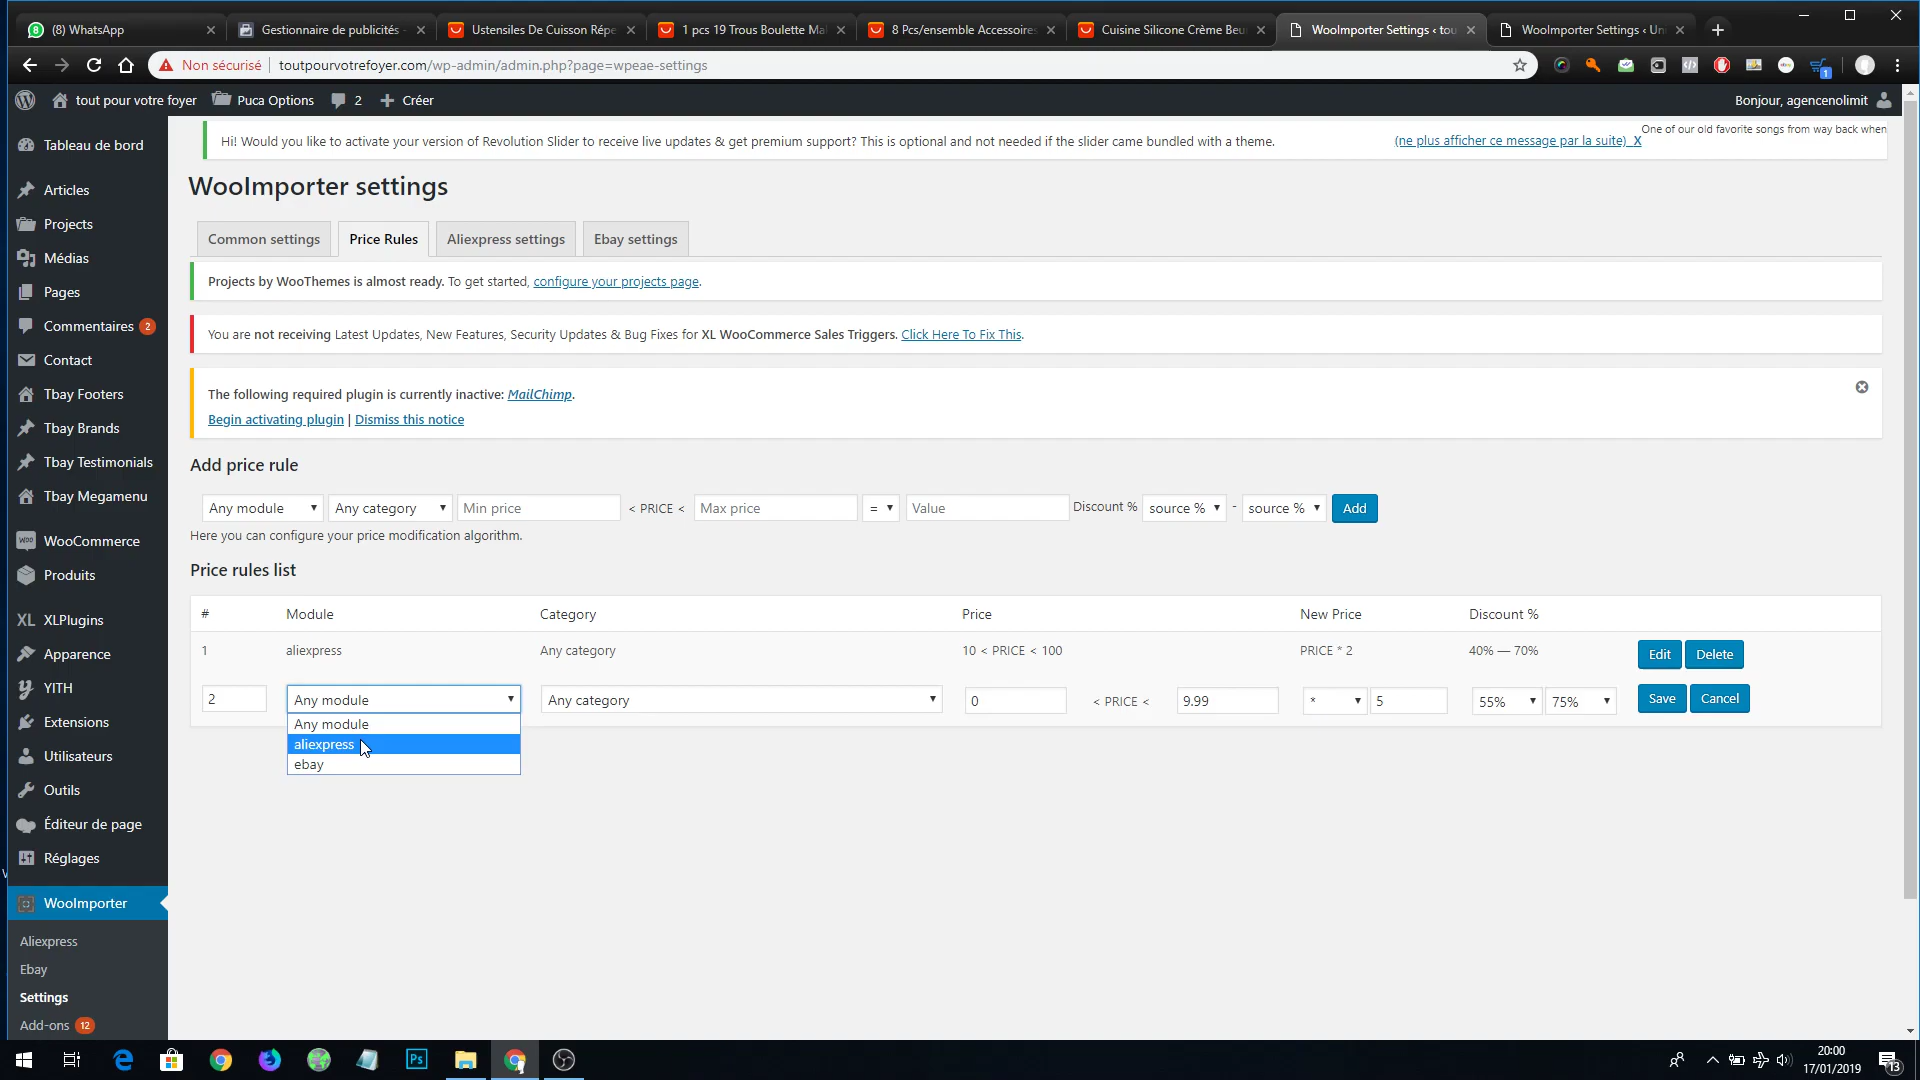 (8) WhatsApp
Gestionnaire de publicités -
Ustensiles De Cuisson Répe
1 pcs 19 Trous Boulette Mal
8 Pcs/ensemble Accessoires
Cuisine Silicone Crème Beur
WooImporter Settings ‹ tou
WooImporter Settings ‹ Un
Non sécurisé
toutpourvotrefoyer.com/wp-admin/admin.php?page=wpeae-settings
1
tout pour votre foyer
Puca Options
2
Créer
Bonjour, agencenolimit
Tableau de bord
Articles
Projects
Médias
Pages
Commentaires 2
Contact
Tbay Footers
Tbay Brands
Tbay Testimonials
Tbay Megamenu
WooCommerce
Produits
XL XLPlugins
Apparence
YITH
Extensions
Utilisateurs
Outils
Éditeur de page
Réglages
WooImporter
Aliexpress
Ebay
Settings
Add-ons 12
Hi! Would you like to activate your version of Revolution Slider to receive live updates & get premium support? This is optional and not needed if the slider came bundled with a theme.
(ne plus afficher ce message par la suite) X
One of our old favorite songs from way back when
WooImporter settings
Common settings
Price Rules
Aliexpress settings
Ebay settings
Projects by WooThemes is almost ready. To get started, configure your projects page.
You are not receiving Latest Updates, New Features, Security Updates & Bug Fixes for XL WooCommerce Sales Triggers. Click Here To Fix This.
The following required plugin is currently inactive: MailChimp.
Begin activating plugin | Dismiss this notice
Add price rule
Any module Any category Min price < PRICE < Max price = Value Discount % source % - source % Add
Here you can configure your price modification algorithm.
Price rules list
# Module Category Price New Price Discount %
1 aliexpress Any category 10 < PRICE < 100 PRICE * 2 40% — 70% Edit Delete
2 Any module Any category 0 < PRICE < 9.99 * 5 55% 75% Save Cancel
Any module
aliexpress
ebay
Ps
20:00
17/01/2019
13